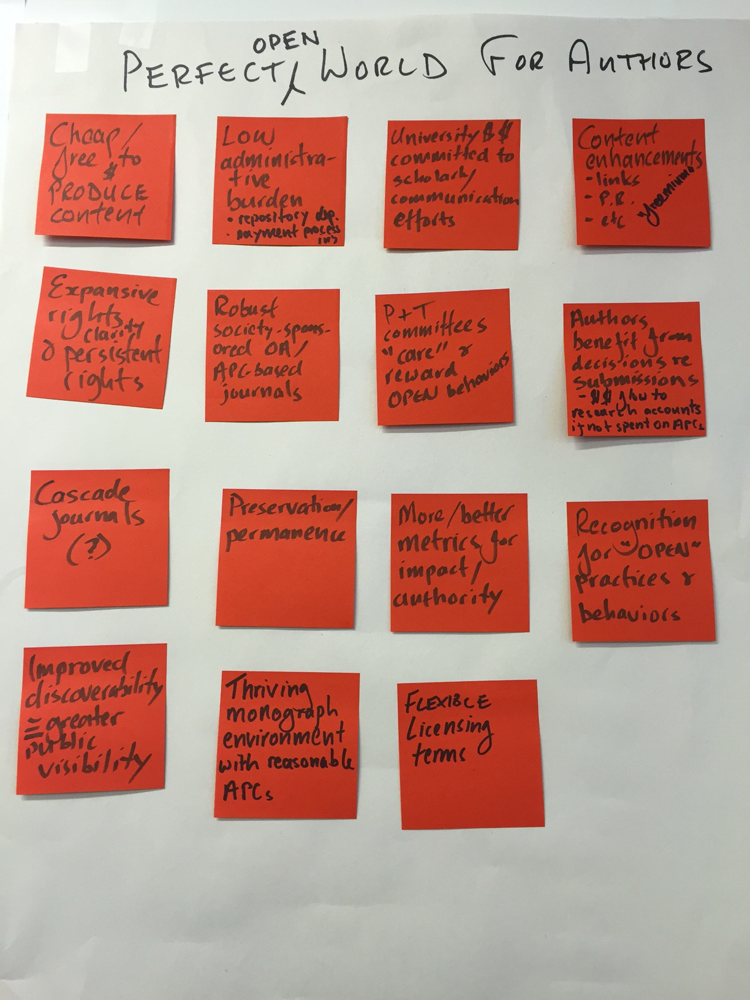 OPEN
PERFECT WORLD FOR AUTHORS
Cheap/
free $ to
PRODUCE
content
Low
administra-
tive
burden
• repository dep.
• payment process
ing
University $$
committed to
scholarly
communication
efforts
Content
enhancements
- links
- P.R.
- etc
"freemium"
Expansive
rights
clarity
& persistent
rights
Robust
society-spons-
ored OA/
APC-based
journals
P + T
committees
"care" &
reward
OPEN behaviors
Authors
benefit from
decisions re
submissions
- $$ flow to
research accounts
if not spent on APCs
Cascade
journals
(?)
Preservation/
permanence
More/better
metrics for
impact/
authority
Recognition
for "OPEN"
practices &
behaviors
Improved
discoverability
= greater
public
visibility
Thriving
monograph
environment
with reasonable
APCs
FLEXIBLE
Licensing
terms